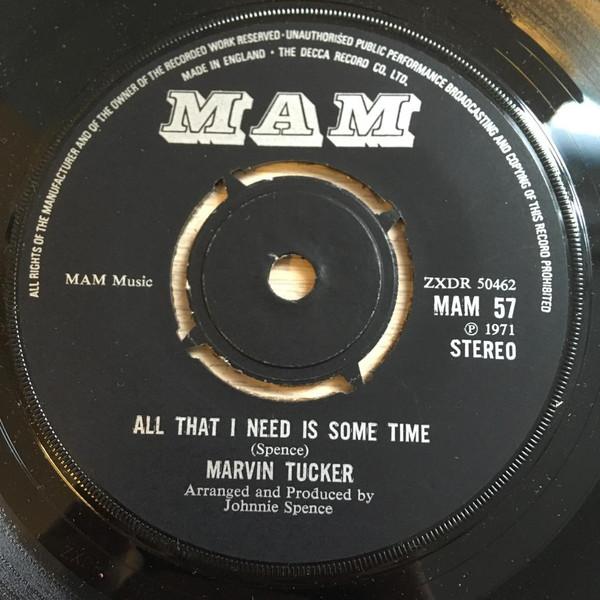 ALL RIGHTS OF THE MANUFACTURER AND OF THE OWNER OF THE RECORDED WORK RESERVED · UNAUTHORISED PUBLIC PERFORMANCE BROADCASTING AND COPYING OF THIS RECORD PROHIBITED
MADE IN ENGLAND · THE DECCA RECORD CO. LTD.
MAM
MAM Music
ZXDR 50462
MAM 57
℗ 1971
STEREO
ALL THAT I NEED IS SOME TIME
(Spence)
MARVIN TUCKER
Arranged and Produced by
Johnnie Spence